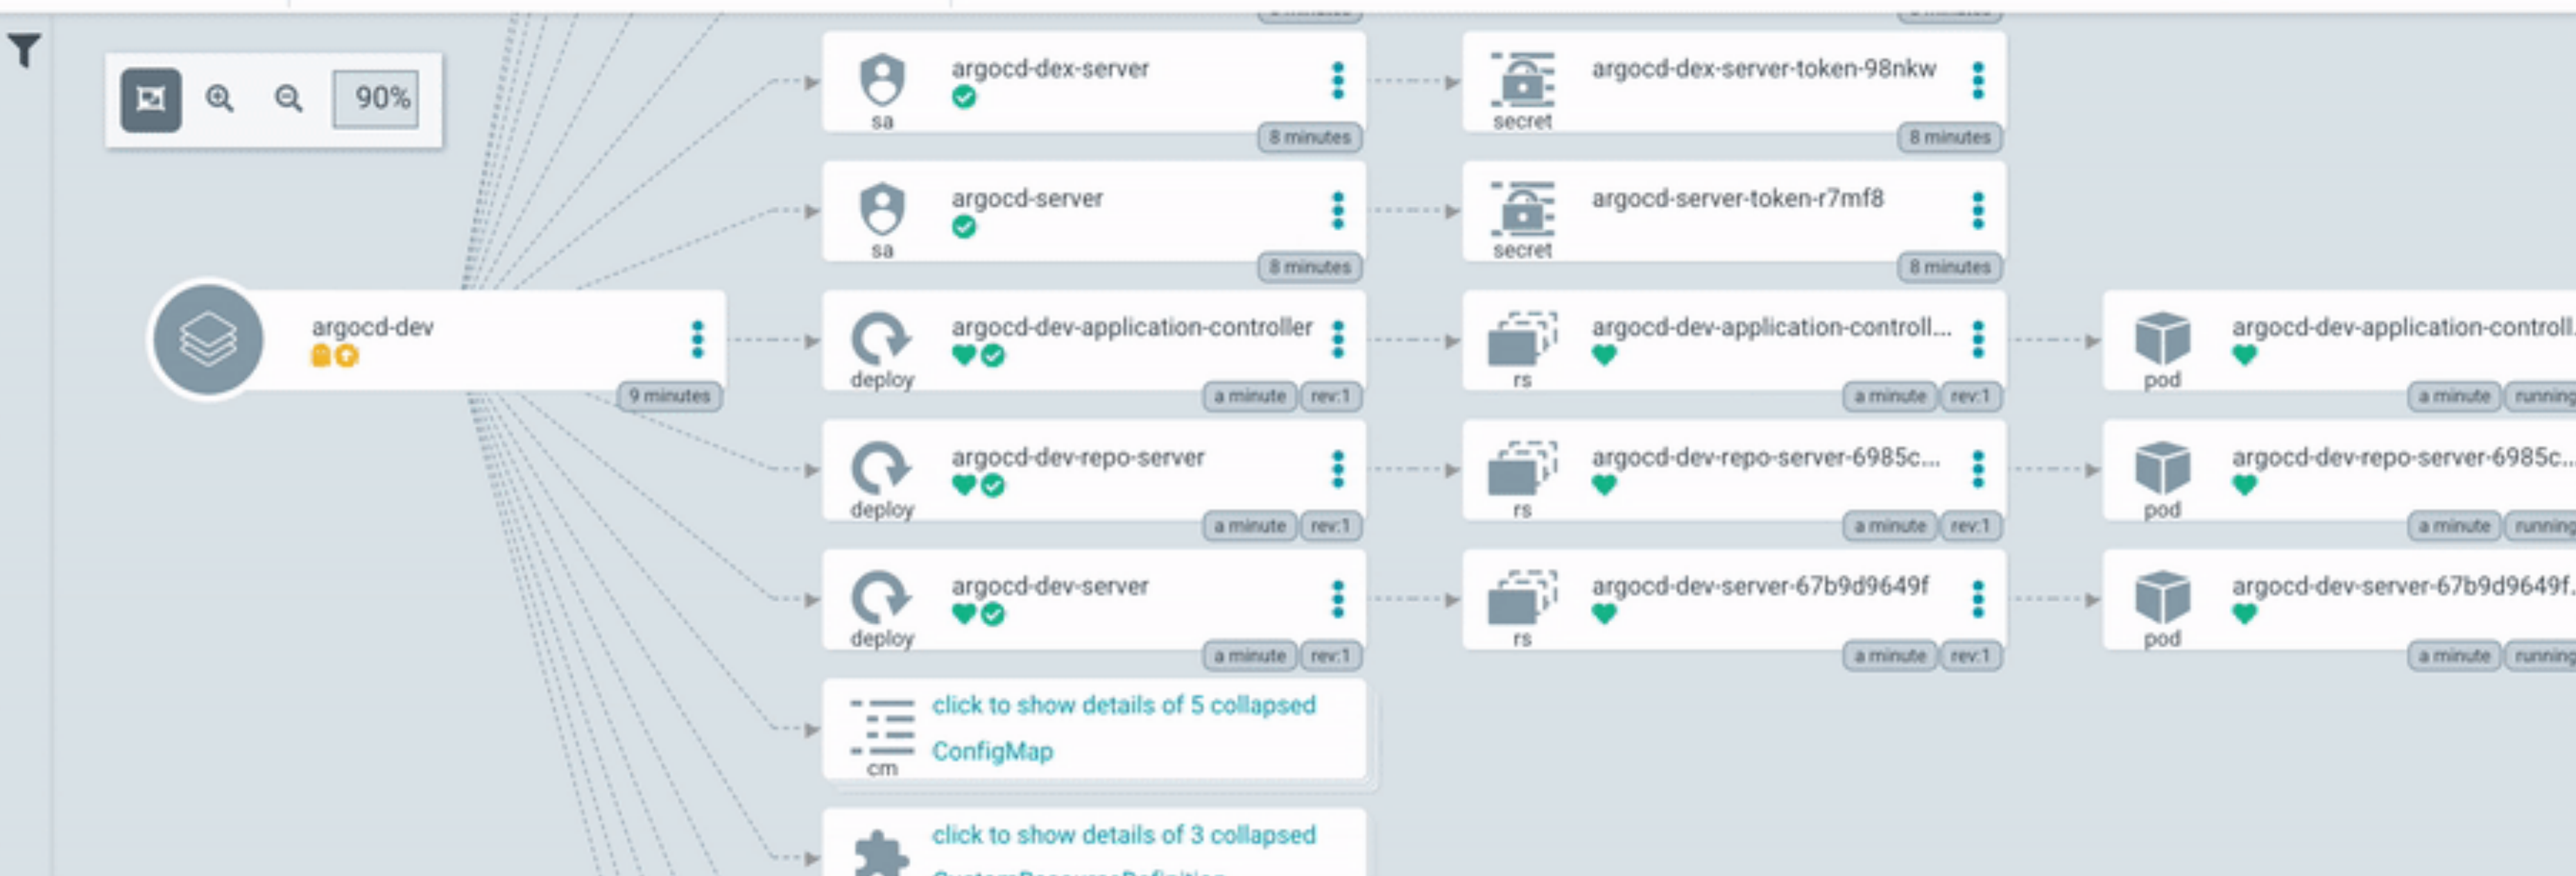 90%
argocd-dex-server
sa
8 minutes
argocd-dex-server-token-98nkw
secret
8 minutes
argocd-server
sa
8 minutes
argocd-server-token-r7mf8
secret
8 minutes
argocd-dev
9 minutes
argocd-dev-application-controller
deploy
a minute rev:1
argocd-dev-application-controll...
rs
a minute rev:1
argocd-dev-application-controll.
pod
a minute running
argocd-dev-repo-server
deploy
a minute rev:1
argocd-dev-repo-server-6985c...
rs
a minute rev:1
argocd-dev-repo-server-6985c...
pod
a minute running
argocd-dev-server
deploy
a minute rev:1
argocd-dev-server-67b9d9649f
rs
a minute rev:1
argocd-dev-server-67b9d9649f.
pod
a minute running
click to show details of 5 collapsed
ConfigMap
cm
click to show details of 3 collapsed